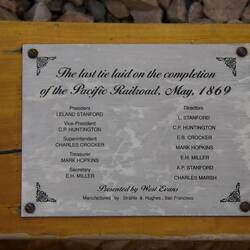 The last tie laid on the completion
of the Pacific Railroad, May, 1869
President
LELAND STANFORD
Vice-President
C.P. HUNTINGTON
Superintendent
CHARLES CROCKER
Treasurer
MARK HOPKINS
Secretary
E.H. MILLER
Directors
L. STANFORD
C.P. HUNTINGTON
E.B. CROCKER
MARK HOPKINS
E.H. MILLER
A.P. STANFORD
CHARLES MARSH
Presented by West Evans
Manufactured by Strahle & Hughes, San Francisco